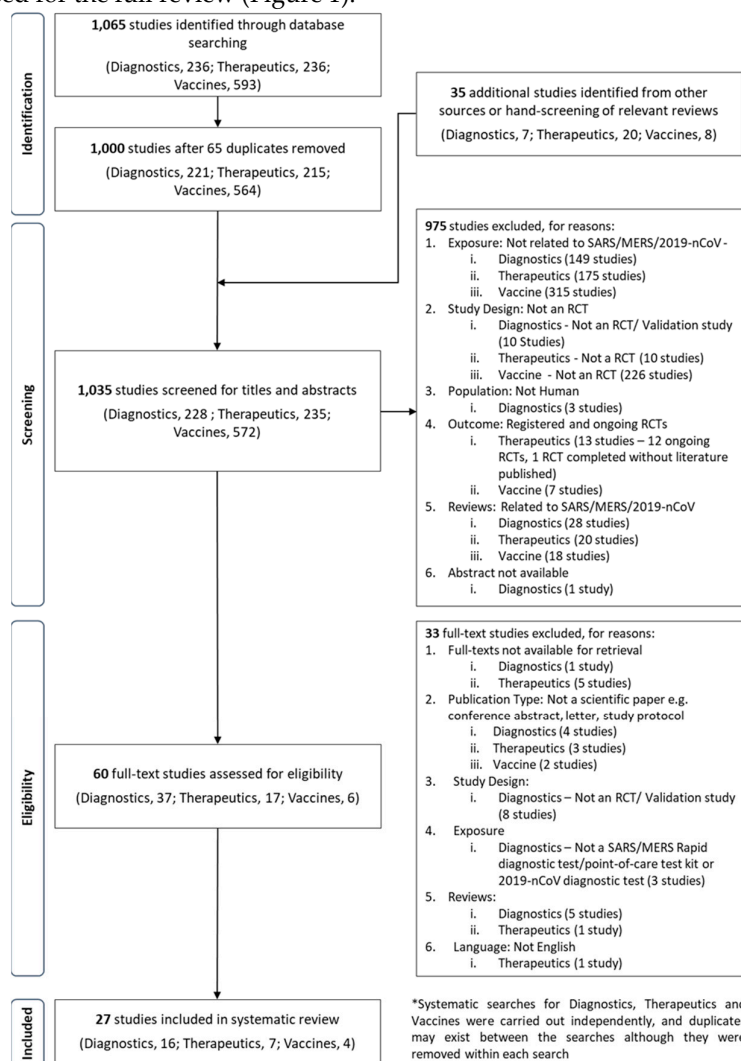 ed for the full review (Figure 1).
Identification
1,065 studies identified through database
searching
(Diagnostics, 236; Therapeutics, 236;
Vaccines, 593)
35 additional studies identified from other
sources or hand-screening of relevant reviews
(Diagnostics, 7; Therapeutics, 20; Vaccines, 8)
1,000 studies after 65 duplicates removed
(Diagnostics, 221; Therapeutics, 215;
Vaccines, 564)
Screening
1,035 studies screened for titles and abstracts
(Diagnostics, 228 ; Therapeutics, 235;
Vaccines, 572)
975 studies excluded, for reasons:
1. Exposure: Not related to SARS/MERS/2019-nCoV -
i. Diagnostics (149 studies)
ii. Therapeutics (175 studies)
iii. Vaccine (315 studies)
2. Study Design: Not an RCT
i. Diagnostics - Not an RCT/ Validation study
(10 Studies)
ii. Therapeutics - Not a RCT (10 studies)
iii. Vaccine - Not an RCT (226 studies)
3. Population: Not Human
i. Diagnostics (3 studies)
4. Outcome: Registered and ongoing RCTs
i. Therapeutics (13 studies – 12 ongoing
RCTs, 1 RCT completed without literature
published)
ii. Vaccine (7 studies)
5. Reviews: Related to SARS/MERS/2019-nCoV
i. Diagnostics (28 studies)
ii. Therapeutics (20 studies)
iii. Vaccine (18 studies)
6. Abstract not available
i. Diagnostics (1 study)
Eligibility
60 full-text studies assessed for eligibility
(Diagnostics, 37; Therapeutics, 17; Vaccines, 6)
33 full-text studies excluded, for reasons:
1. Full-texts not available for retrieval
i. Diagnostics (1 study)
ii. Therapeutics (5 studies)
2. Publication Type: Not a scientific paper e.g.
conference abstract, letter, study protocol
i. Diagnostics (4 studies)
ii. Therapeutics (3 studies)
iii. Vaccine (2 studies)
3. Study Design:
i. Diagnostics – Not an RCT/ Validation study
(8 studies)
4. Exposure
i. Diagnostics – Not a SARS/MERS Rapid
diagnostic test/point-of-care test kit or
2019-nCoV diagnostic test (3 studies)
5. Reviews:
i. Diagnostics (5 studies)
ii. Therapeutics (1 study)
6. Language: Not English
i. Therapeutics (1 study)
Included
27 studies included in systematic review
(Diagnostics, 16; Therapeutics, 7; Vaccines, 4)
*Systematic searches for Diagnostics, Therapeutics and
Vaccines were carried out independently, and duplicate
may exist between the searches although they were
removed within each search